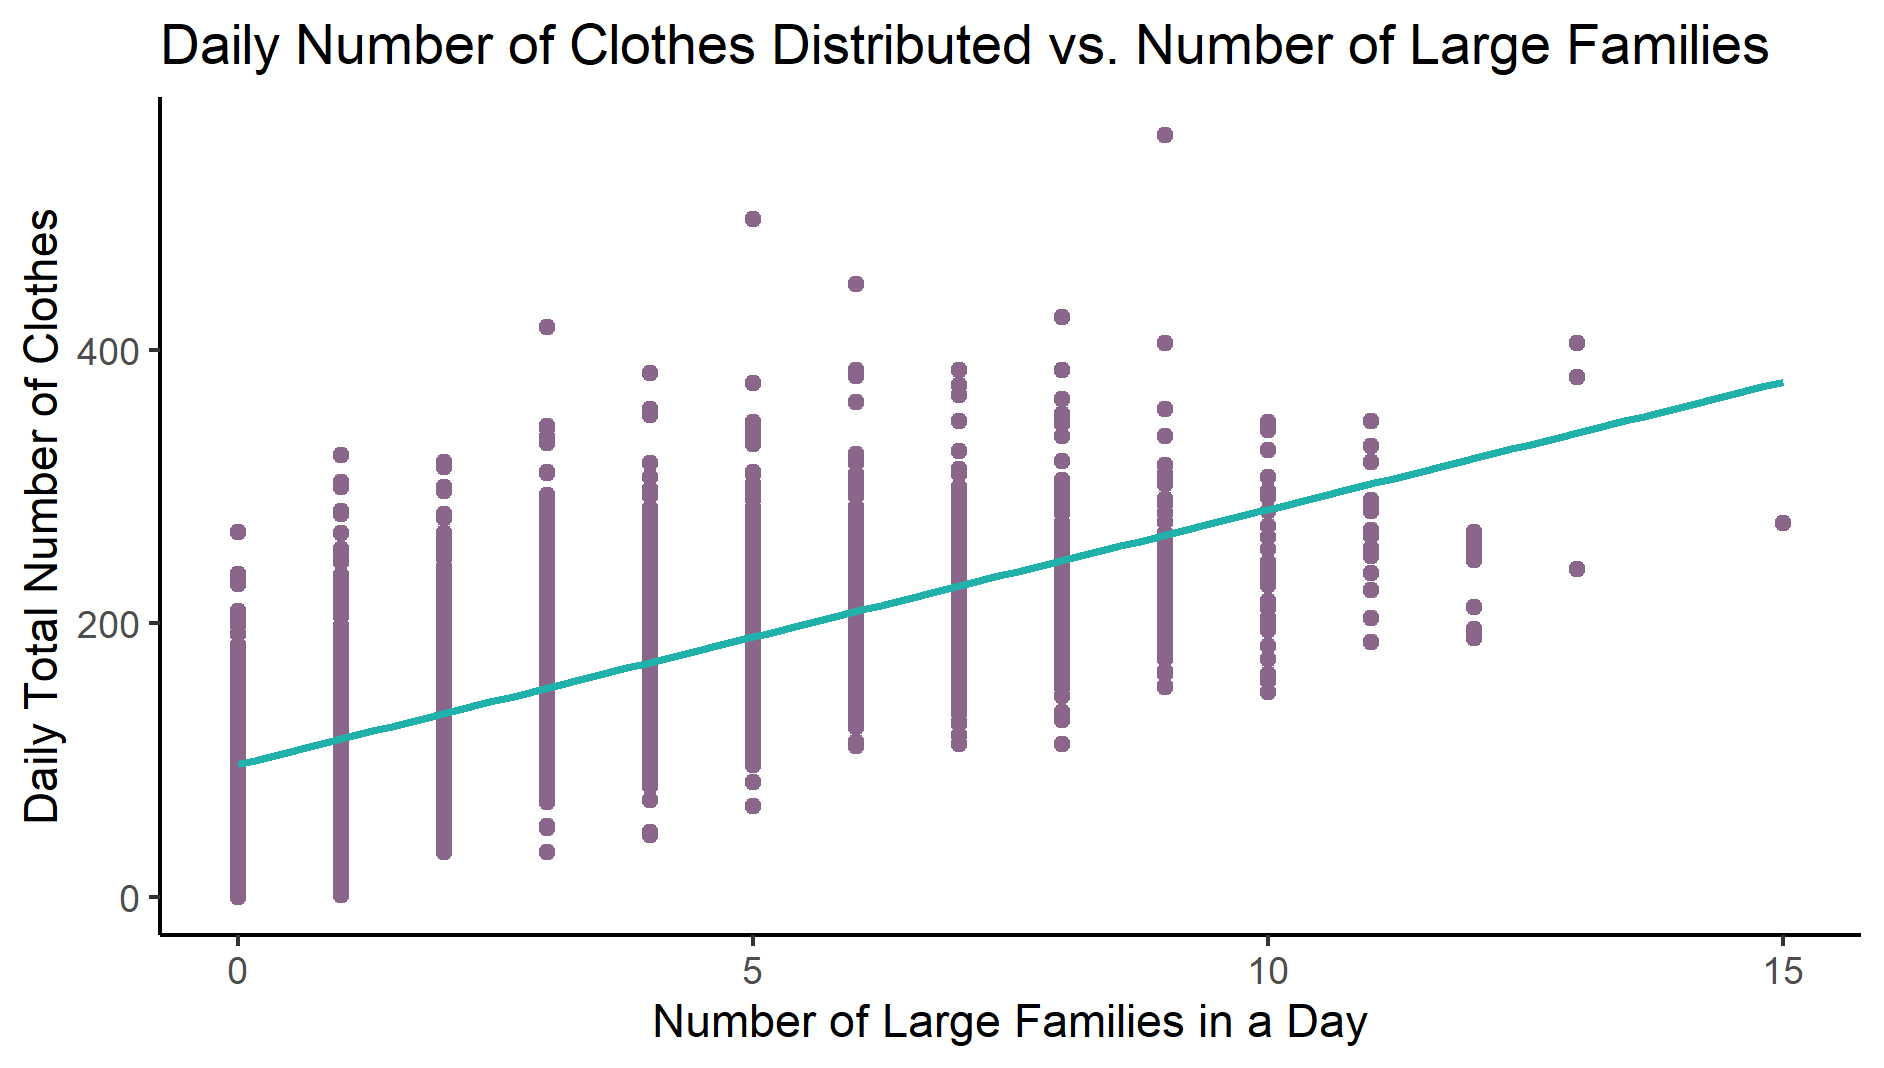 Daily Number of Clothes Distributed vs. Number of Large Families
Daily Total Number of Clothes
400
200
0
0 5 10 15
Number of Large Families in a Day